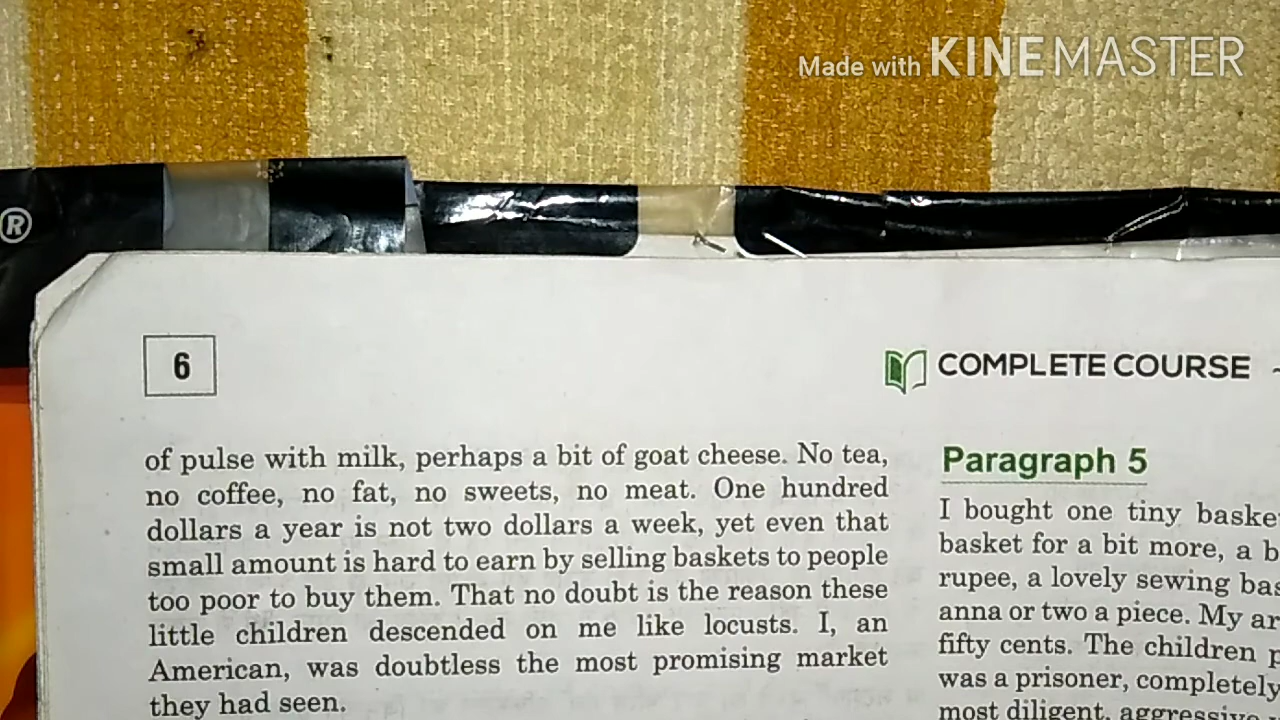 Made with KINEMASTER
®
6
COMPLETE COURSE
of pulse with milk, perhaps a bit of goat cheese. No tea,
no coffee, no fat, no sweets, no meat. One hundred
dollars a year is not two dollars a week, yet even that
small amount is hard to earn by selling baskets to people
too poor to buy them. That no doubt is the reason these
little children descended on me like locusts. I, an
American, was doubtless the most promising market
they had seen.
Paragraph 5
I bought one tiny
basket for a bit more, a
rupee, a lovely sewing
anna or two a piece. My
fifty cents. The children
was a prisoner, completely
most diligent, aggressive